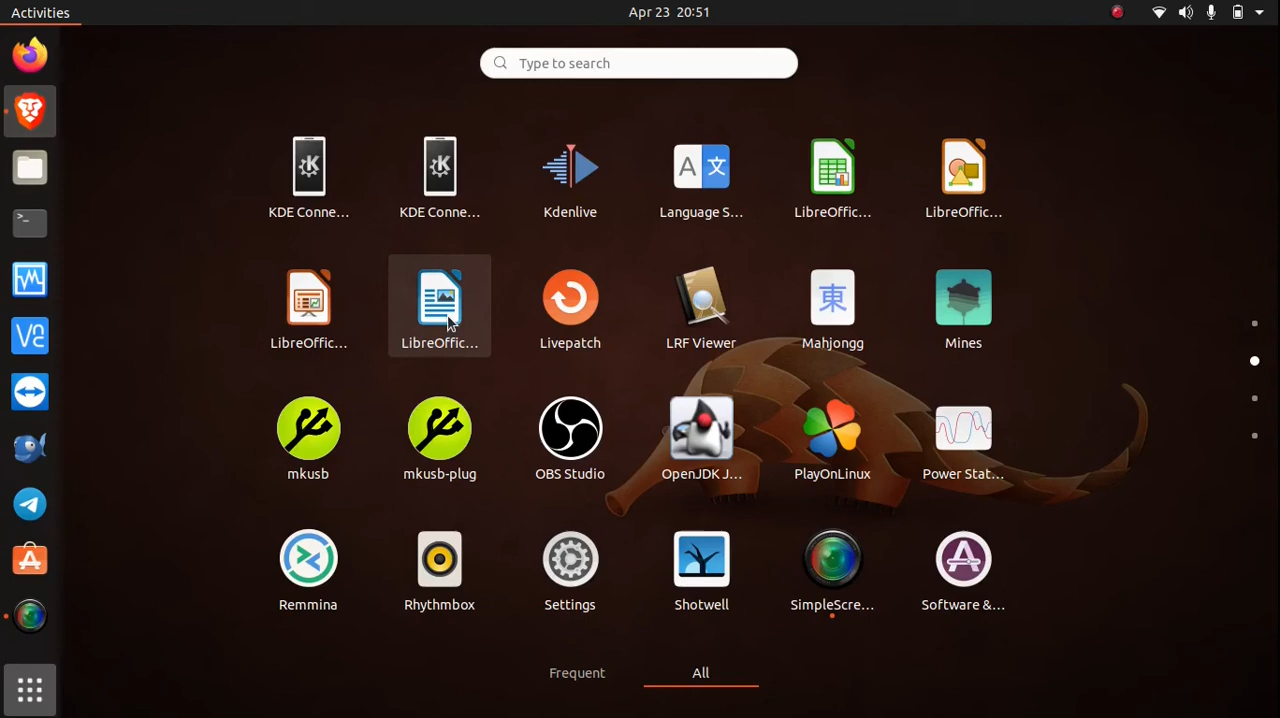 Activities
Apr 23 20:51
Type to search
KDE Conne...
KDE Conne...
Kdenlive
A 文
Language S...
LibreOffic...
LibreOffic...
LibreOffic...
LibreOffic...
Livepatch
LRF Viewer
東
Mahjongg
Mines
mkusb
mkusb-plug
OBS Studio
OpenJDK J...
PlayOnLinux
Power Stat...
Remmina
Rhythmbox
Settings
Shotwell
SimpleScre...
Software &...
Frequent
All